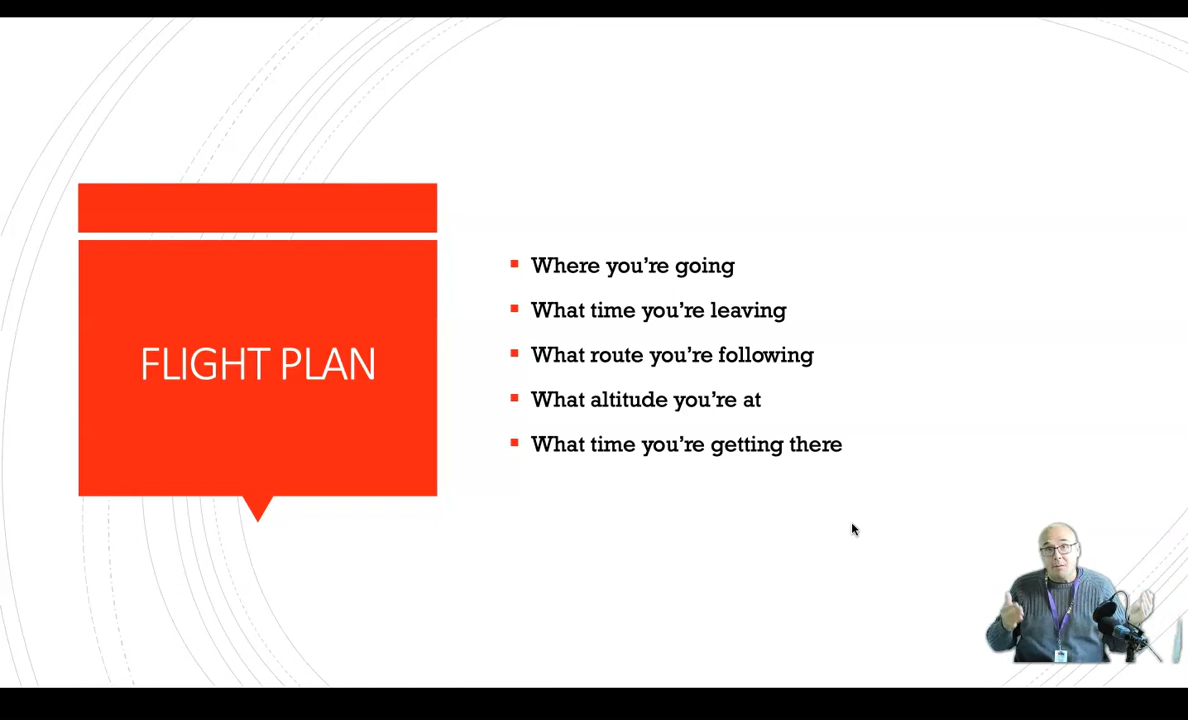 FLIGHT PLAN
Where you’re going
What time you’re leaving
What route you’re following
What altitude you’re at
What time you’re getting there